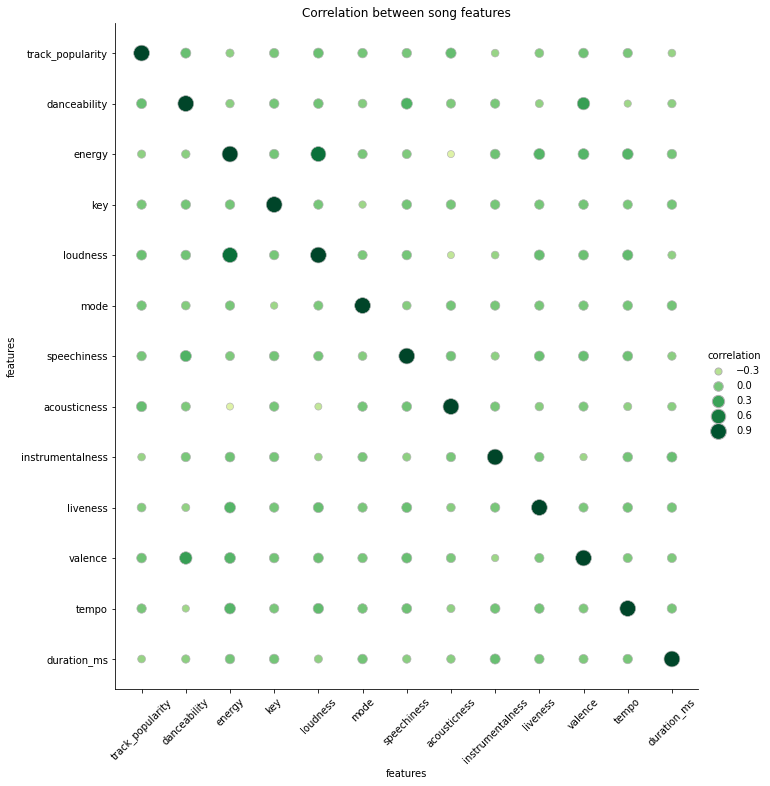 Correlation between song features
track_popularity
danceability
energy
key
loudness
mode
speechiness
acousticness
instrumentalness
liveness
valence
tempo
duration_ms
features
correlation
−0.3
0.0
0.3
0.6
0.9
track_popularity
danceability
energy
key
loudness
mode
speechiness
acousticness
instrumentalness
liveness
valence
tempo
duration_ms
features